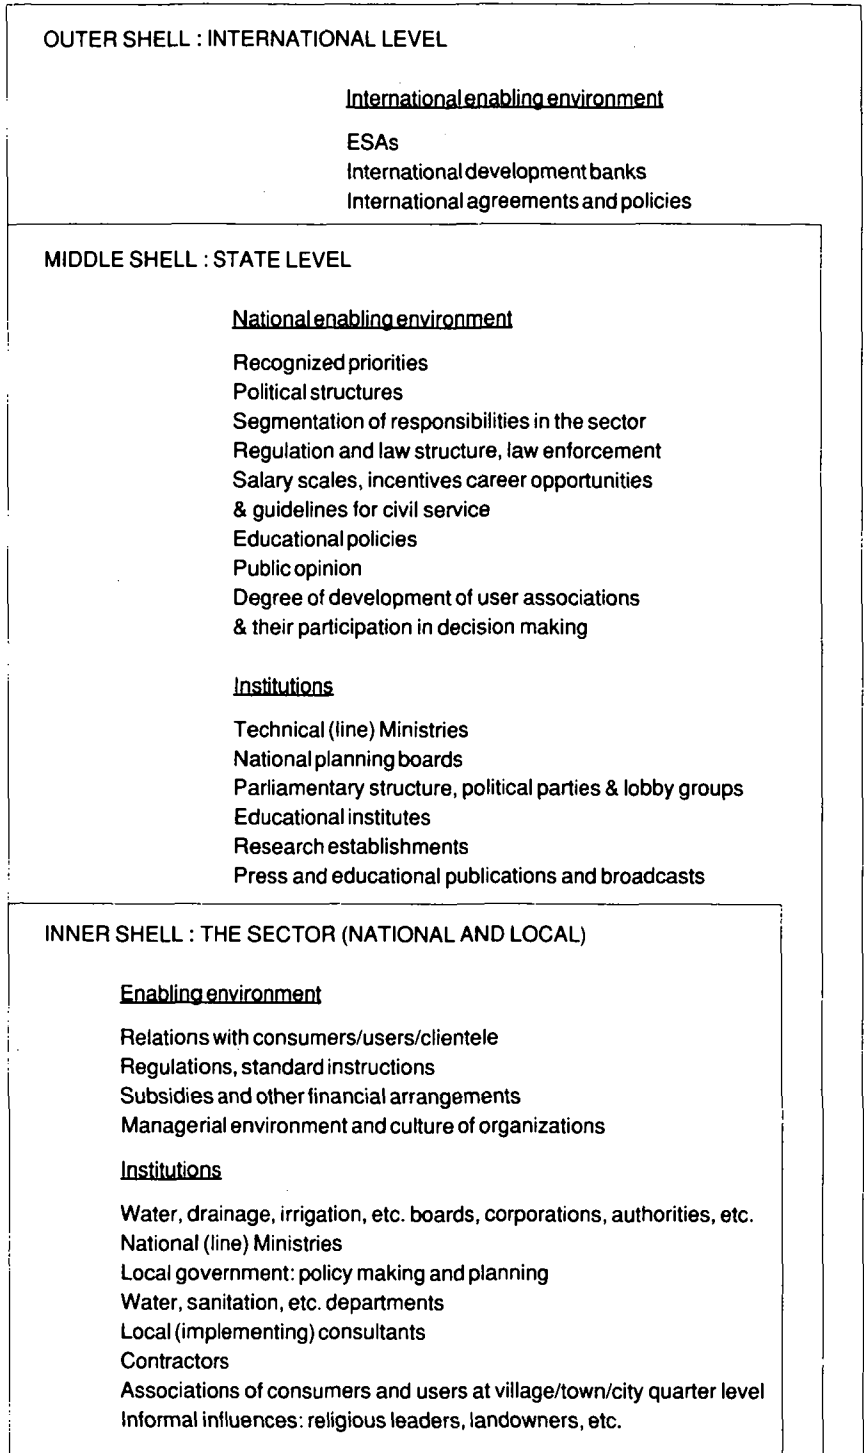 OUTER SHELL : INTERNATIONAL LEVEL
International enabling environment
ESAs
International development banks
International agreements and policies
MIDDLE SHELL : STATE LEVEL
National enabling environment
Recognized priorities
Political structures
Segmentation of responsibilities in the sector
Regulation and law structure, law enforcement
Salary scales, incentives career opportunities
& guidelines for civil service
Educational policies
Public opinion
Degree of development of user associations
& their participation in decision making
Institutions
Technical (line) Ministries
National planning boards
Parliamentary structure, political parties & lobby groups
Educational institutes
Research establishments
Press and educational publications and broadcasts
INNER SHELL : THE SECTOR (NATIONAL AND LOCAL)
Enabling environment
Relations with consumers/users/clientele
Regulations, standard instructions
Subsidies and other financial arrangements
Managerial environment and culture of organizations
Institutions
Water, drainage, irrigation, etc. boards, corporations, authorities, etc.
National (line) Ministries
Local government: policy making and planning
Water, sanitation, etc. departments
Local (implementing) consultants
Contractors
Associations of consumers and users at village/town/city quarter level
Informal influences: religious leaders, landowners, etc.